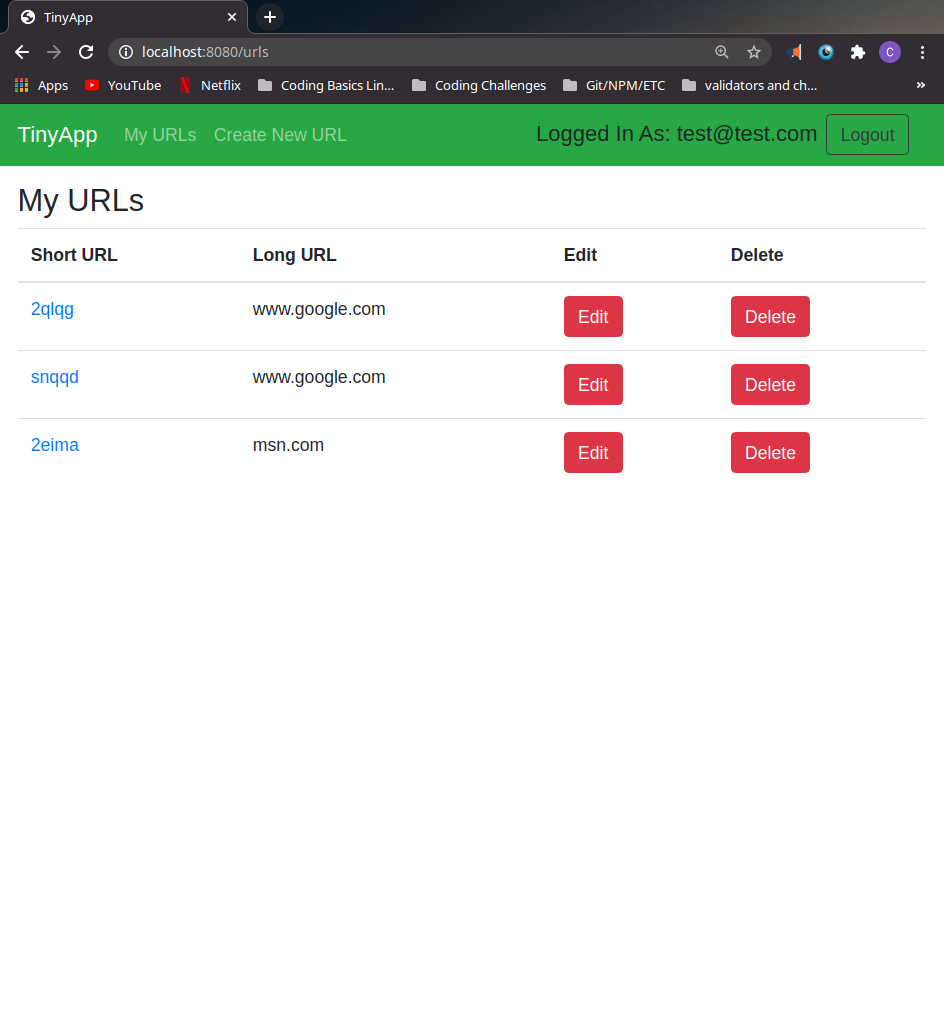 TinyApp
localhost:8080/urls
C
Apps YouTube Netflix Coding Basics Lin... Coding Challenges Git/NPM/ETC validators and ch... »
TinyApp My URLs Create New URL Logged In As: test@test.com Logout
My URLs
Short URL Long URL Edit Delete
2qlqg www.google.com Edit Delete
snqqd www.google.com Edit Delete
2eima msn.com Edit Delete